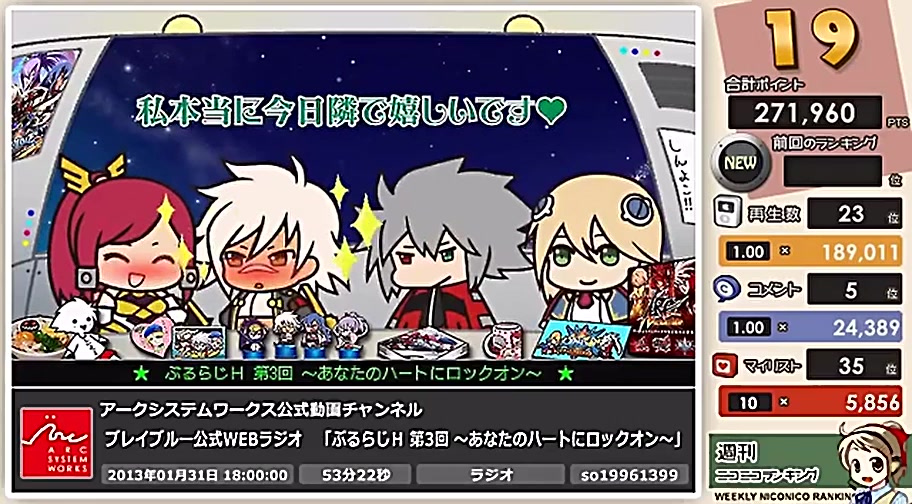 私本当に今日隣で嬉しいです♥
しんよこ!!!
★ ぶるらじH 第3回 ～あなたのハートにロックオン～ ★
ARC
SYSTEM
WORKS
アークシステムワークス公式動画チャンネル
ブレイブルー公式WEBラジオ 「ぶるらじH 第3回 ～あなたのハートにロックオン～」
2013年01月31日 18:00:00 53分22秒 ラジオ so19961399
19
合計ポイント
271,960 PTS
前回のランキング
NEW 位
再生数 23 位
1.00 × 189,011
コメント 5 位
1.00 × 24,389
マイリスト 35 位
10 × 5,856
週刊
ニコニコランキング
WEEKLY NICONICO RANKIN